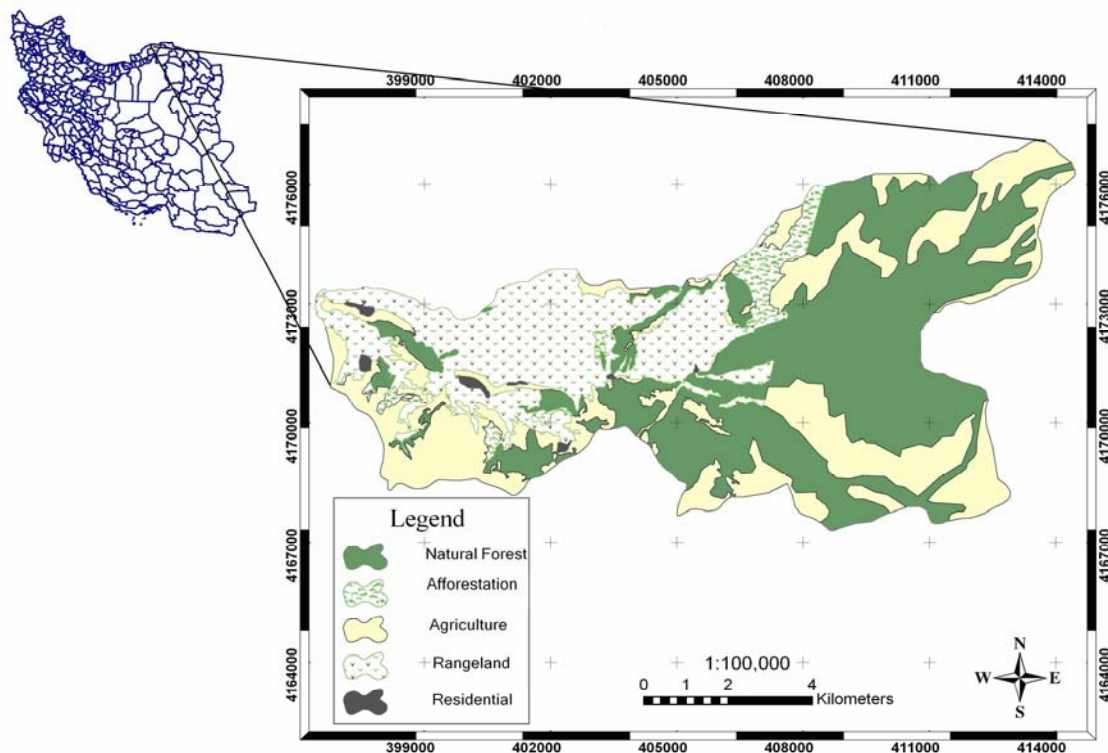 399000 402000 405000 408000 411000 414000
4176000 4176000
4173000 4173000
4170000 4170000
4167000 4167000
4164000 4164000
Legend
Natural Forest
Afforestation
Agriculture
Rangeland
Residential
1:100,000
0 1 2 4
Kilometers
N
W E
S
399000 402000 405000 408000 411000 414000